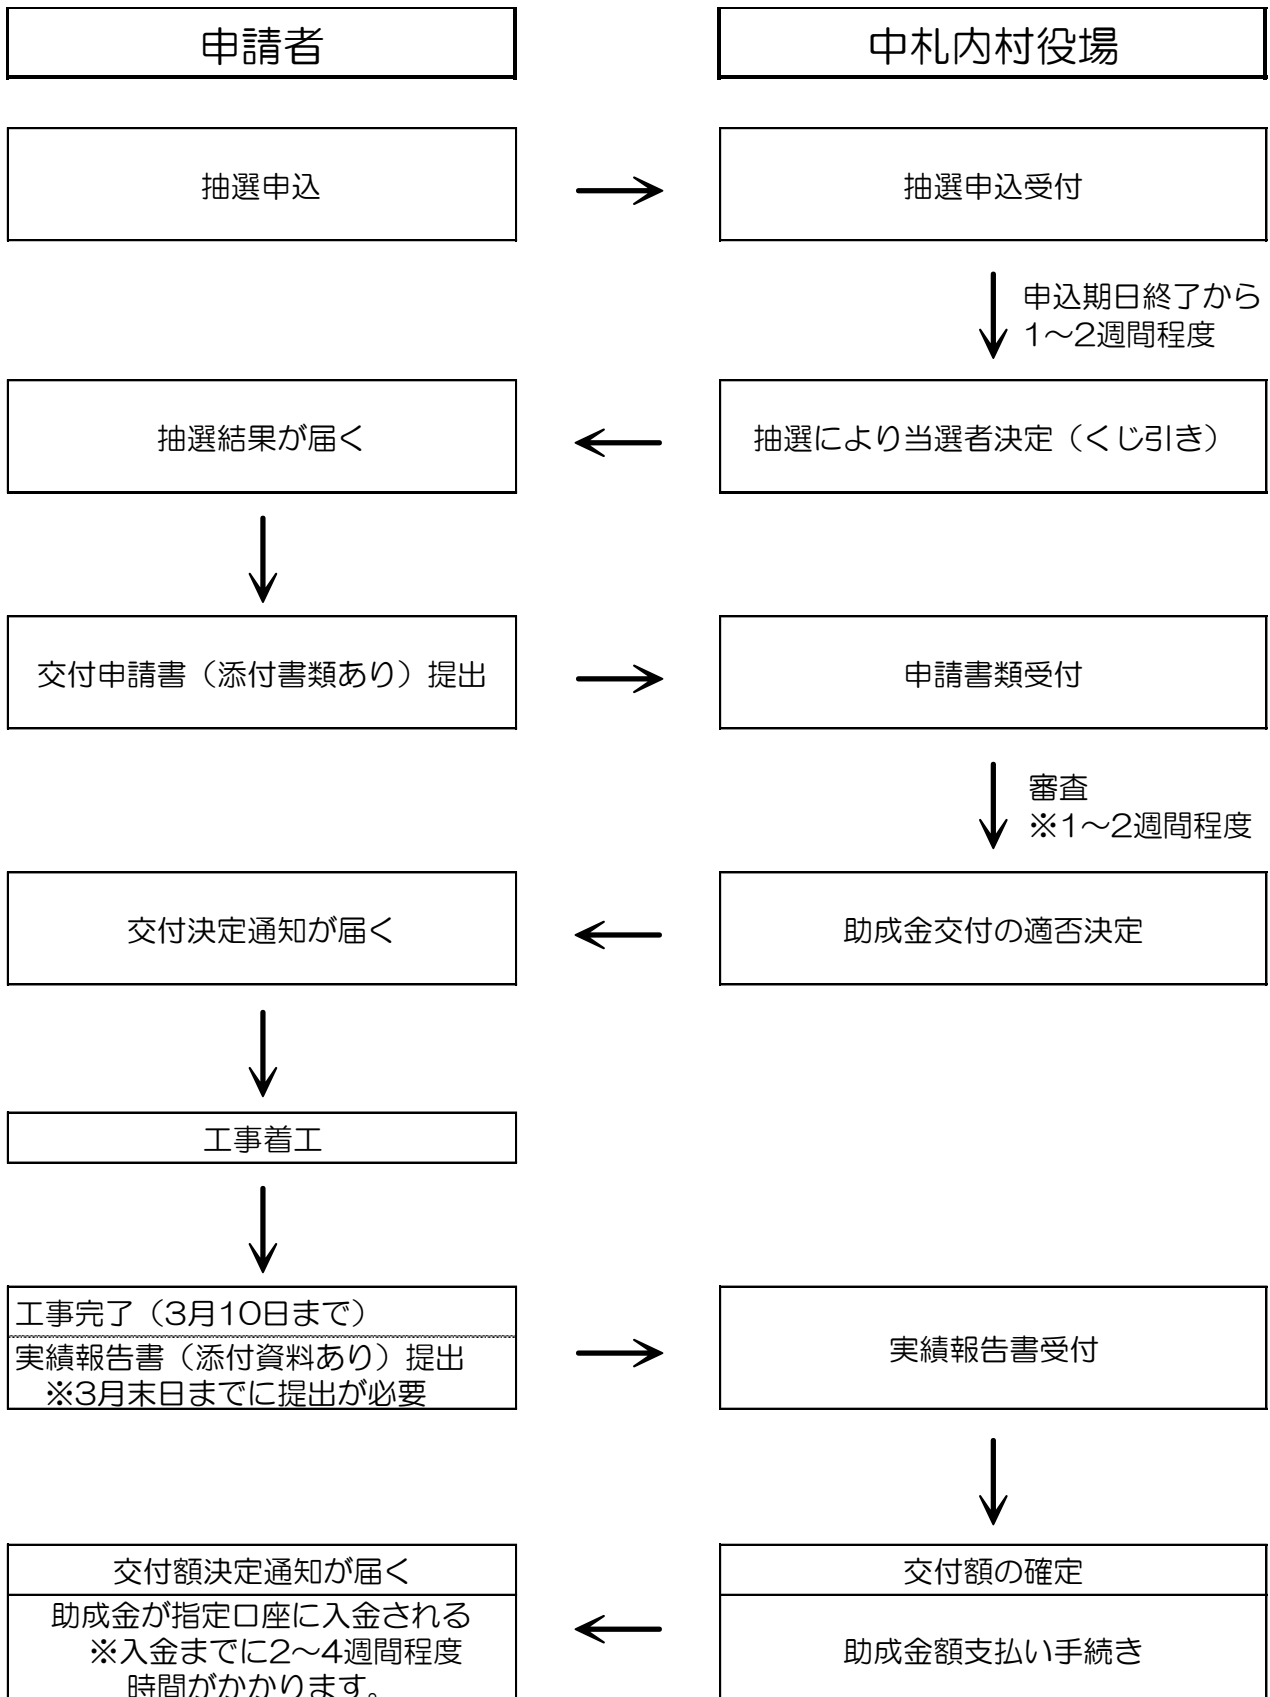 申請者
中札内村役場
抽選申込
抽選申込受付
申込期日終了から
1～2週間程度
抽選結果が届く
抽選により当選者決定（くじ引き）
交付申請書（添付書類あり）提出
申請書類受付
審査
※1～2週間程度
交付決定通知が届く
助成金交付の適否決定
工事着工
工事完了（3月10日まで）
実績報告書（添付資料あり）提出
※3月末日までに提出が必要
実績報告書受付
交付額決定通知が届く
交付額の確定
助成金が指定口座に入金される
※入金までに2～4週間程度
時間がかかります。
助成金額支払い手続き